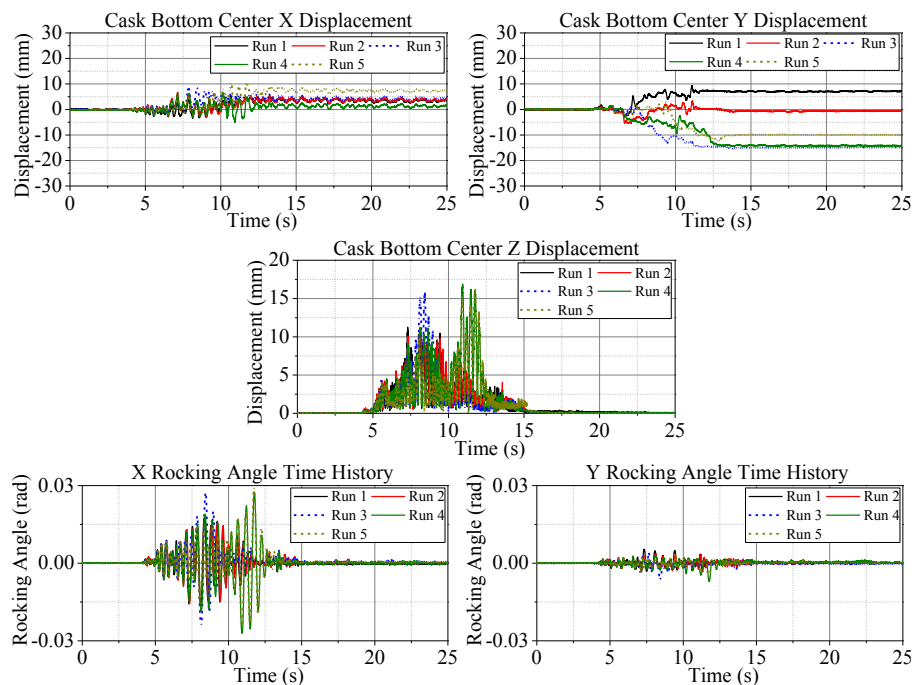 Cask Bottom Center X Displacement
Displacement (mm)
30
20
10
0
-10
-20
-30
Run 1 Run 2 Run 3
Run 4 Run 5
0 5 10 15 20 25
Time (s)
Cask Bottom Center Y Displacement
Displacement (mm)
30
20
10
0
-10
-20
-30
Run 1 Run 2 Run 3
Run 4 Run 5
0 5 10 15 20 25
Time (s)
Cask Bottom Center Z Displacement
Displacement (mm)
20
15
10
5
0
Run 1 Run 2
Run 3 Run 4
Run 5
0 5 10 15 20 25
Time (s)
X Rocking Angle Time History
Rocking Angle (rad)
0.03
0.00
-0.03
Run 1 Run 2
Run 3 Run 4
Run 5
0 5 10 15 20 25
Time (s)
Y Rocking Angle Time History
Rocking Angle (rad)
0.03
0.00
-0.03
Run 1 Run 2
Run 3 Run 4
Run 5
0 5 10 15 20 25
Time (s)